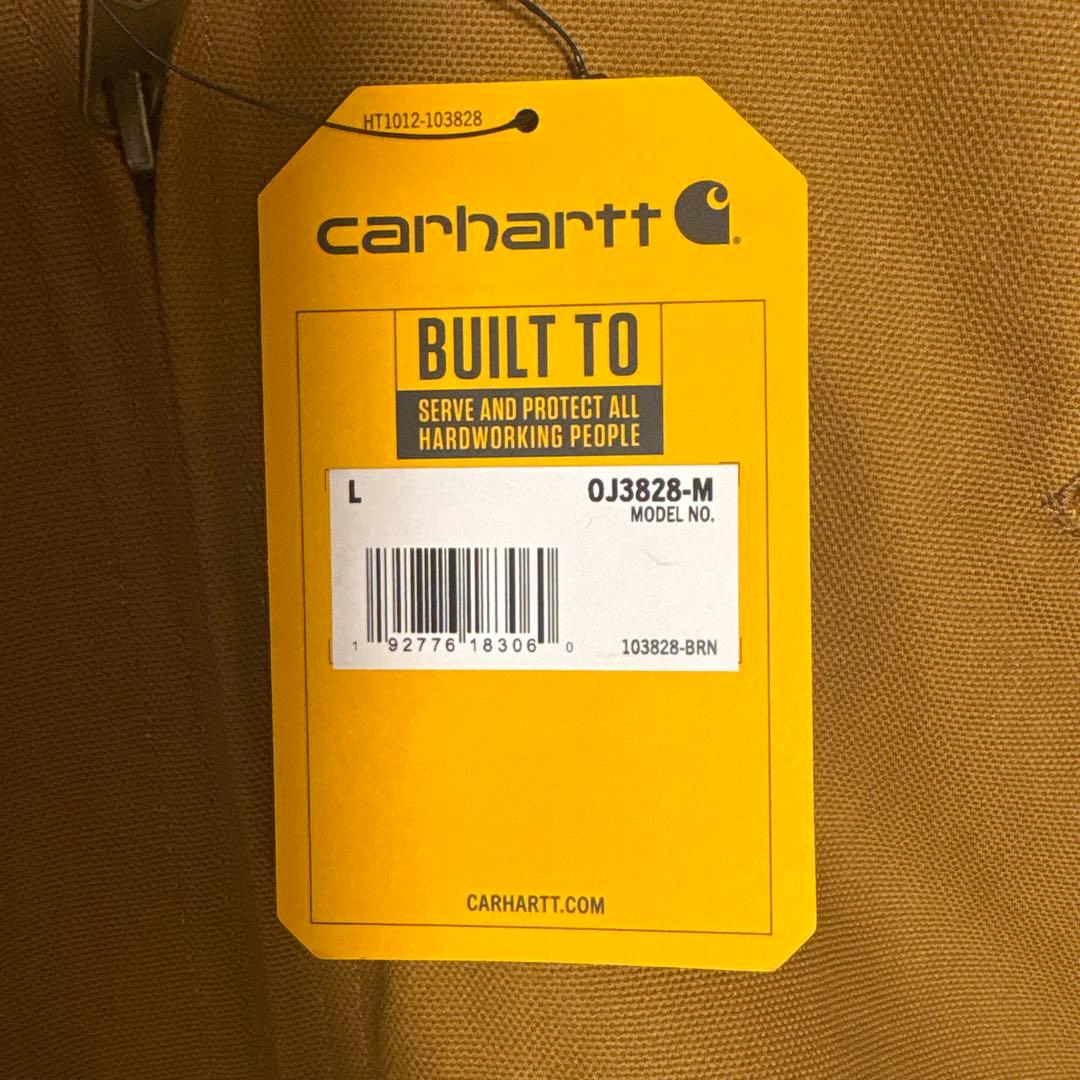 HT1012-103828
carhartt
BUILT TO
SERVE AND PROTECT ALL
HARDWORKING PEOPLE
L
OJ3828-M
MODEL NO.
1 92776 18306 0
103828-BRN
CARHARTT.COM